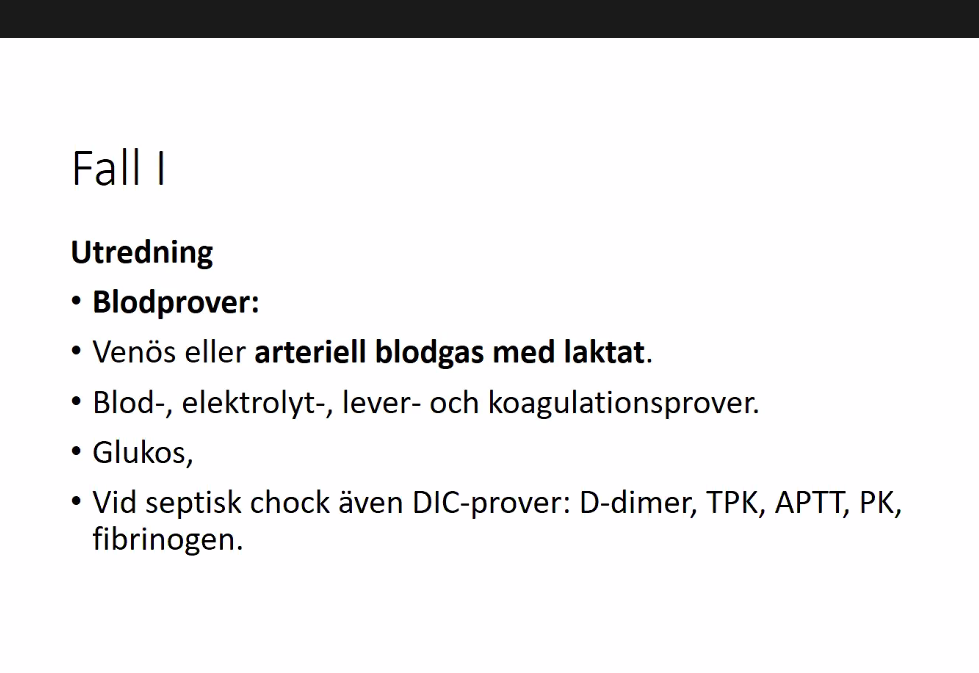 Fall I
Utredning
• Blodprover:
• Venös eller arteriell blodgas med laktat.
• Blod-, elektrolyt-, lever- och koagulationsprover.
• Glukos,
• Vid septisk chock även DIC-prover: D-dimer, TPK, APTT, PK,
fibrinogen.